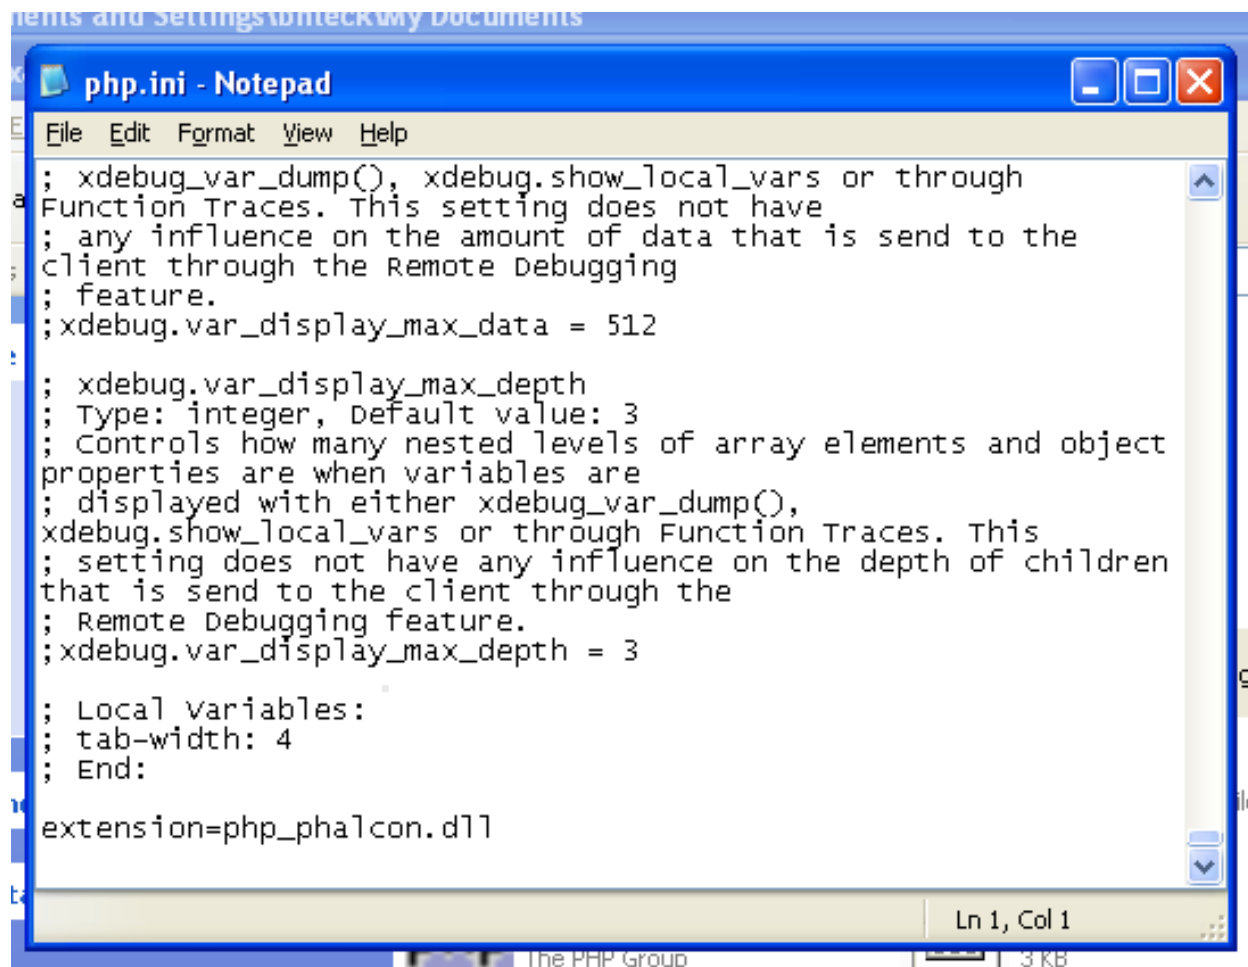 ments and Settings\bhteck\My Documents
php.ini - Notepad
File Edit Format View Help
; xdebug_var_dump(), xdebug.show_local_vars or through
Function Traces. This setting does not have
; any influence on the amount of data that is send to the
client through the Remote Debugging
; feature.
;xdebug.var_display_max_data = 512
; xdebug.var_display_max_depth
; Type: integer, Default value: 3
; Controls how many nested levels of array elements and object
properties are when variables are
; displayed with either xdebug_var_dump(),
xdebug.show_local_vars or through Function Traces. This
; setting does not have any influence on the depth of children
that is send to the client through the
; Remote Debugging feature.
;xdebug.var_display_max_depth = 3
; Local Variables:
; tab-width: 4
; End:
extension=php_phalcon.dll
Ln 1, Col 1
The PHP Group
3 KB